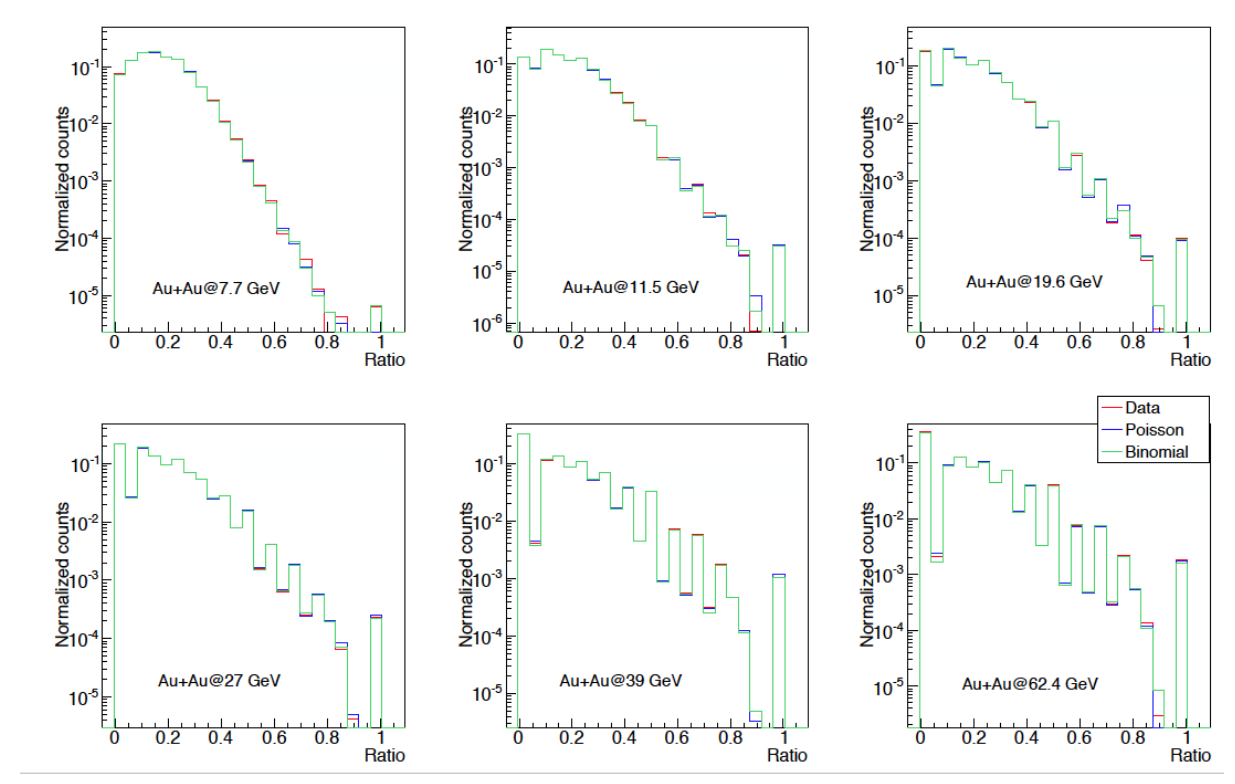 10⁻¹
10⁻²
10⁻³
10⁻⁴
10⁻⁵
Normalized counts
Au+Au@7.7 GeV
0 0.2 0.4 0.6 0.8 1
Ratio
10⁻¹
10⁻²
10⁻³
10⁻⁴
10⁻⁵
10⁻⁶
Normalized counts
Au+Au@11.5 GeV
0 0.2 0.4 0.6 0.8 1
Ratio
10⁻¹
10⁻²
10⁻³
10⁻⁴
10⁻⁵
Normalized counts
Au+Au@19.6 GeV
0 0.2 0.4 0.6 0.8 1
Ratio
10⁻¹
10⁻²
10⁻³
10⁻⁴
10⁻⁵
Normalized counts
Au+Au@27 GeV
0 0.2 0.4 0.6 0.8 1
Ratio
10⁻¹
10⁻²
10⁻³
10⁻⁴
10⁻⁵
Normalized counts
Au+Au@39 GeV
0 0.2 0.4 0.6 0.8 1
Ratio
Data
Poisson
Binomial
10⁻¹
10⁻²
10⁻³
10⁻⁴
10⁻⁵
Normalized counts
Au+Au@62.4 GeV
0 0.2 0.4 0.6 0.8 1
Ratio